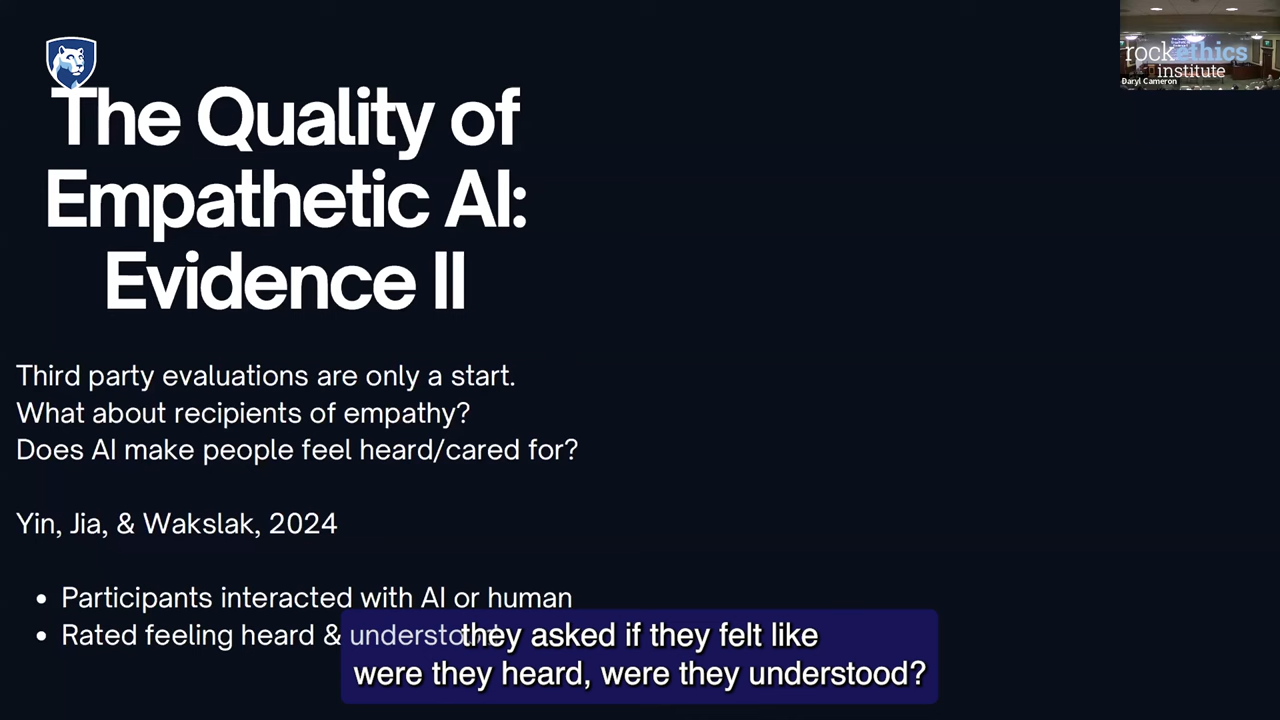 rockethics
institute
Daryl Cameron
The Quality of
Empathetic AI:
Evidence II
Third party evaluations are only a start.
What about recipients of empathy?
Does AI make people feel heard/cared for?
Yin, Jia, & Wakslak, 2024
• Participants interacted with AI or human
• Rated feeling heard & understood
they asked if they felt like
were they heard, were they understood?